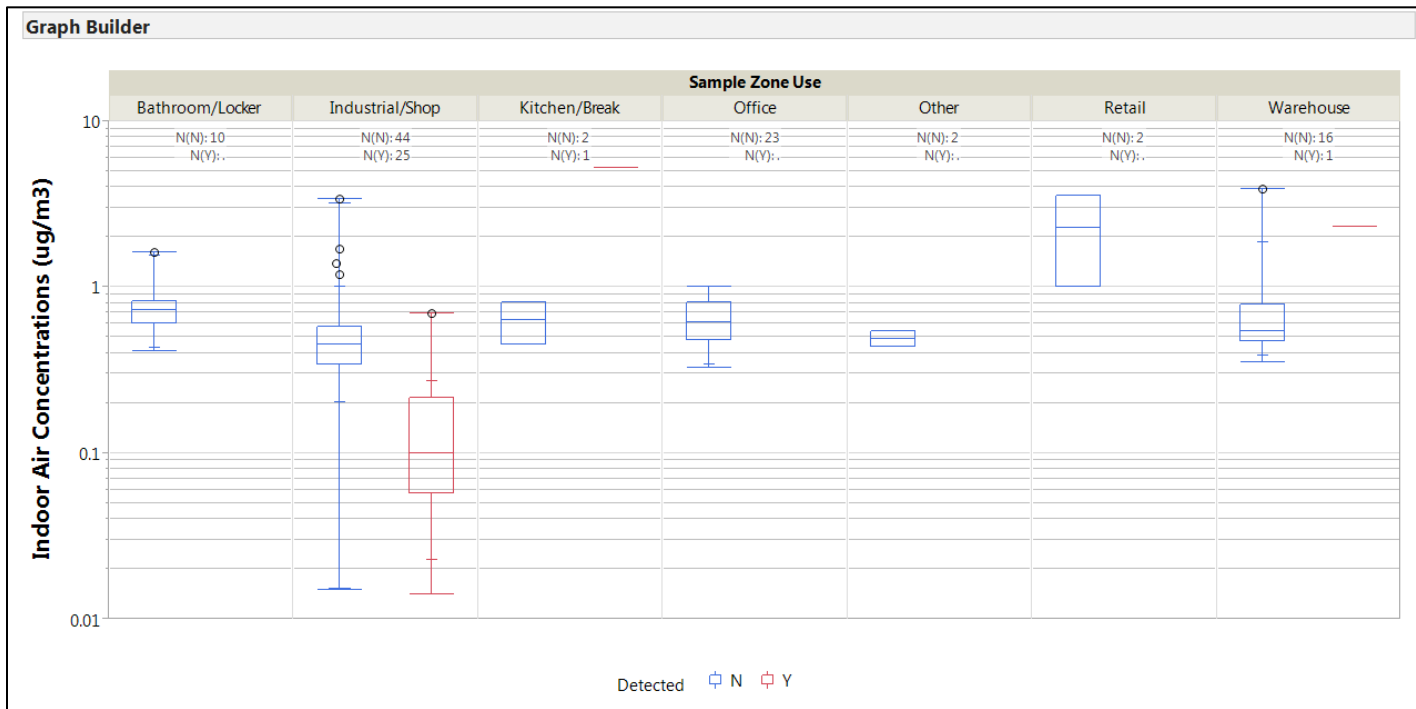 Graph Builder
Sample Zone Use
Bathroom/Locker Industrial/Shop Kitchen/Break Office Other Retail Warehouse
N(N): 10 N(N): 44 N(N): 2 N(N): 23 N(N): 2 N(N): 2 N(N): 16
N(Y): . N(Y): 25 N(Y): 1 N(Y): . N(Y): . N(Y): . N(Y): 1
Indoor Air Concentrations (ug/m3)
10
1
0.1
0.01
Detected N Y